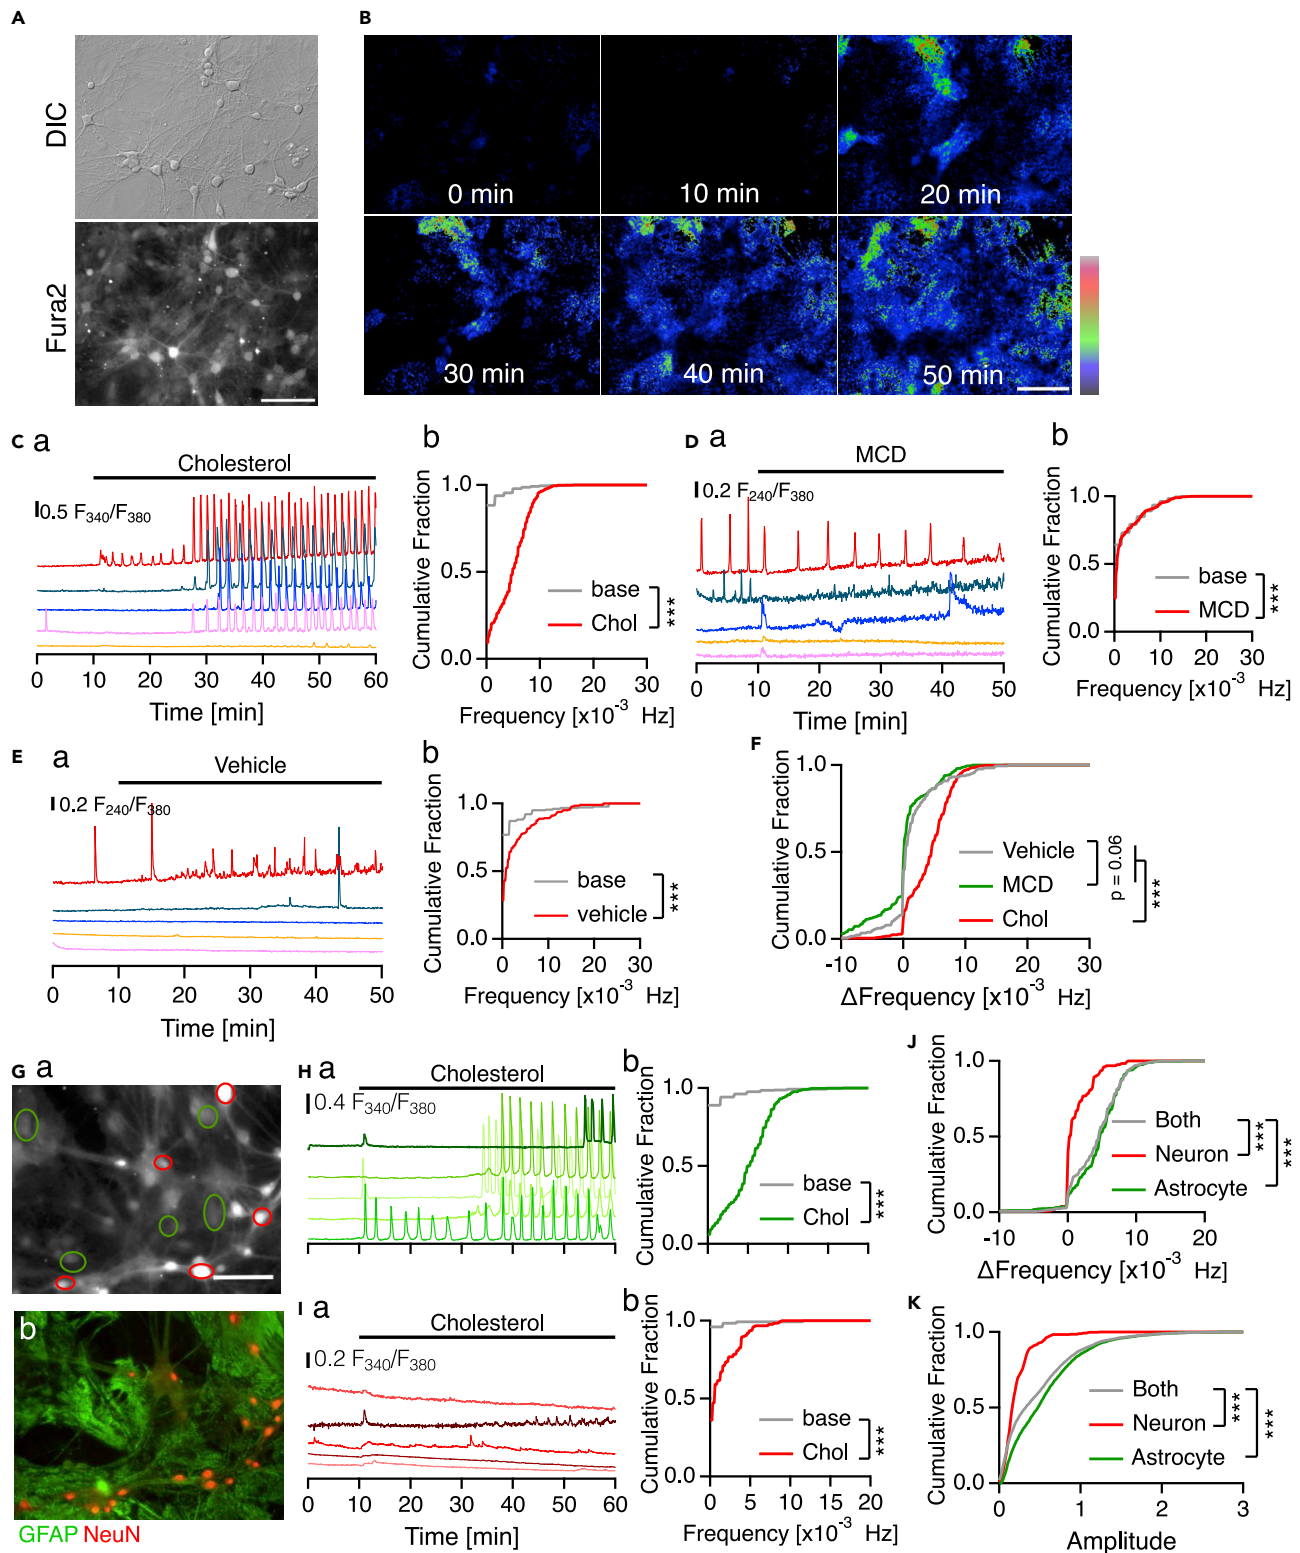 A
B
DIC
Fura2
0 min
10 min
20 min
30 min
40 min
50 min
C a
Cholesterol
0.5 F340/F380
0 10 20 30 40 50 60
Time [min]
b
Cumulative Fraction
1.0
0.5
0.0
base
Chol
***
0 10 20 30
Frequency [x10-3 Hz]
D a
MCD
0.2 F240/F380
0 10 20 30 40 50
Time [min]
b
Cumulative Fraction
1.0
0.5
0.0
base
MCD
***
0 10 20 30
Frequency [x10-3 Hz]
E a
Vehicle
0.2 F240/F380
0 10 20 30 40 50
Time [min]
b
Cumulative Fraction
1.0
0.5
0.0
base
vehicle
***
0 10 20 30
Frequency [x10-3 Hz]
F
Cumulative Fraction
1.0
0.5
0.0
Vehicle
MCD
Chol
p = 0.06
***
-10 0 10 20 30
ΔFrequency [x10-3 Hz]
G a
b
GFAP NeuN
H a
Cholesterol
0.4 F340/F380
b
Cumulative Fraction
1.0
0.5
0.0
base
Chol
***
I a
Cholesterol
0.2 F340/F380
0 10 20 30 40 50 60
Time [min]
b
Cumulative Fraction
1.0
0.5
0.0
base
Chol
***
0 5 10 15 20
Frequency [x10-3 Hz]
J
Cumulative Fraction
1.0
0.5
0.0
Both
Neuron
Astrocyte
***
***
-10 0 10 20
ΔFrequency [x10-3 Hz]
K
Cumulative Fraction
1.0
0.5
0.0
Both
Neuron
Astrocyte
***
***
0 1 2 3
Amplitude